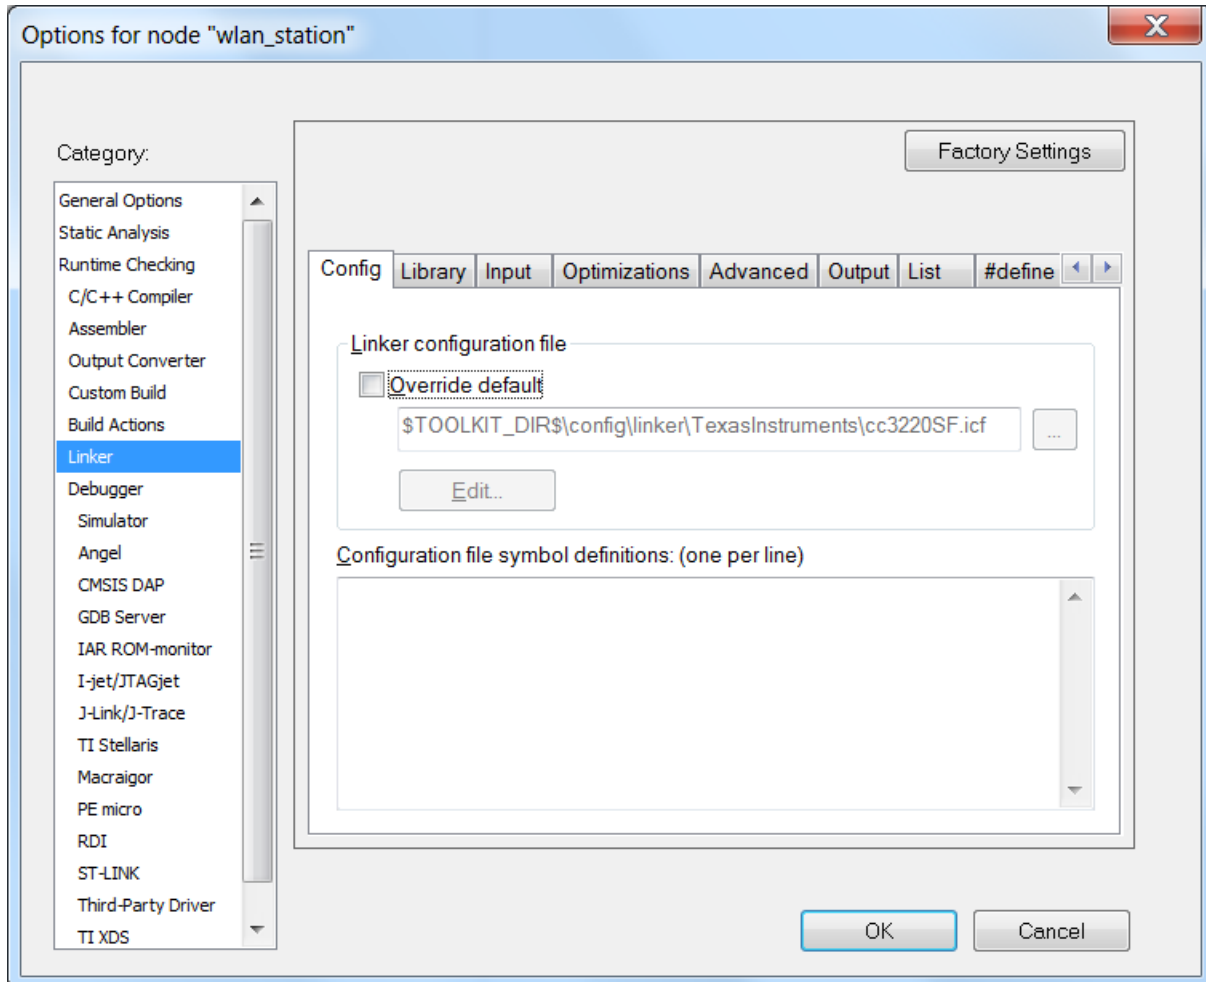 Options for node "wlan_station"
X
Category:
Factory Settings
General Options
Static Analysis
Runtime Checking
C/C++ Compiler
Assembler
Output Converter
Custom Build
Build Actions
Linker
Debugger
Simulator
Angel
CMSIS DAP
GDB Server
IAR ROM-monitor
I-jet/JTAGjet
J-Link/J-Trace
TI Stellaris
Macraigor
PE micro
RDI
ST-LINK
Third-Party Driver
TI XDS
Config Library Input Optimizations Advanced Output List #define
Linker configuration file
Override default
$TOOLKIT_DIR$\config\linker\TexasInstruments\cc3220SF.icf ...
Edit...
Configuration file symbol definitions: (one per line)
OK Cancel